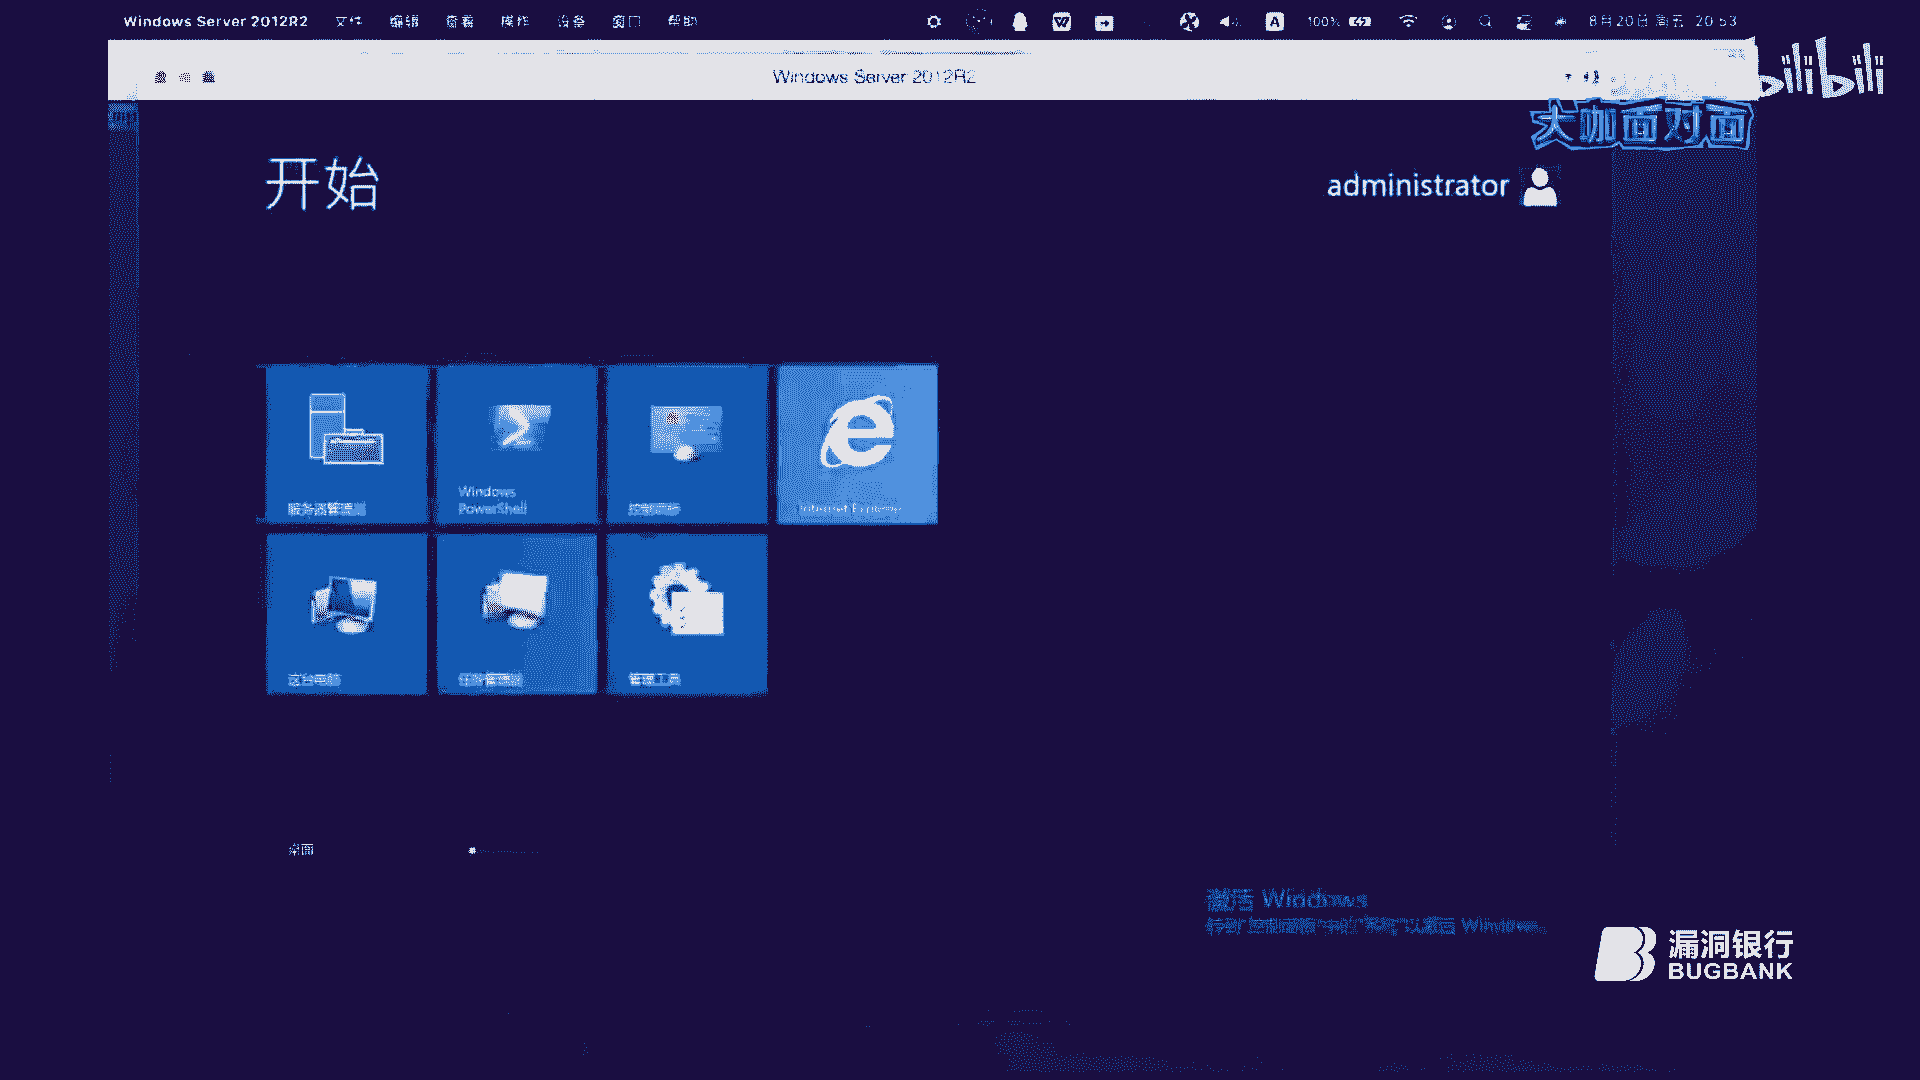 Windows Server 2012R2 文件 编辑 查看 操作 设备 窗口 帮助 100% 8月20日 周五 20:53
Windows Server 2012R2
bilibili
大咖面对面
开始
administrator
服务器管理器
Windows PowerShell
控制面板
Internet Explorer
这台电脑
任务管理器
管理工具
桌面
激活 Windows
转到"控制面板"中的"系统"以激活 Windows。
漏洞银行
BUGBANK